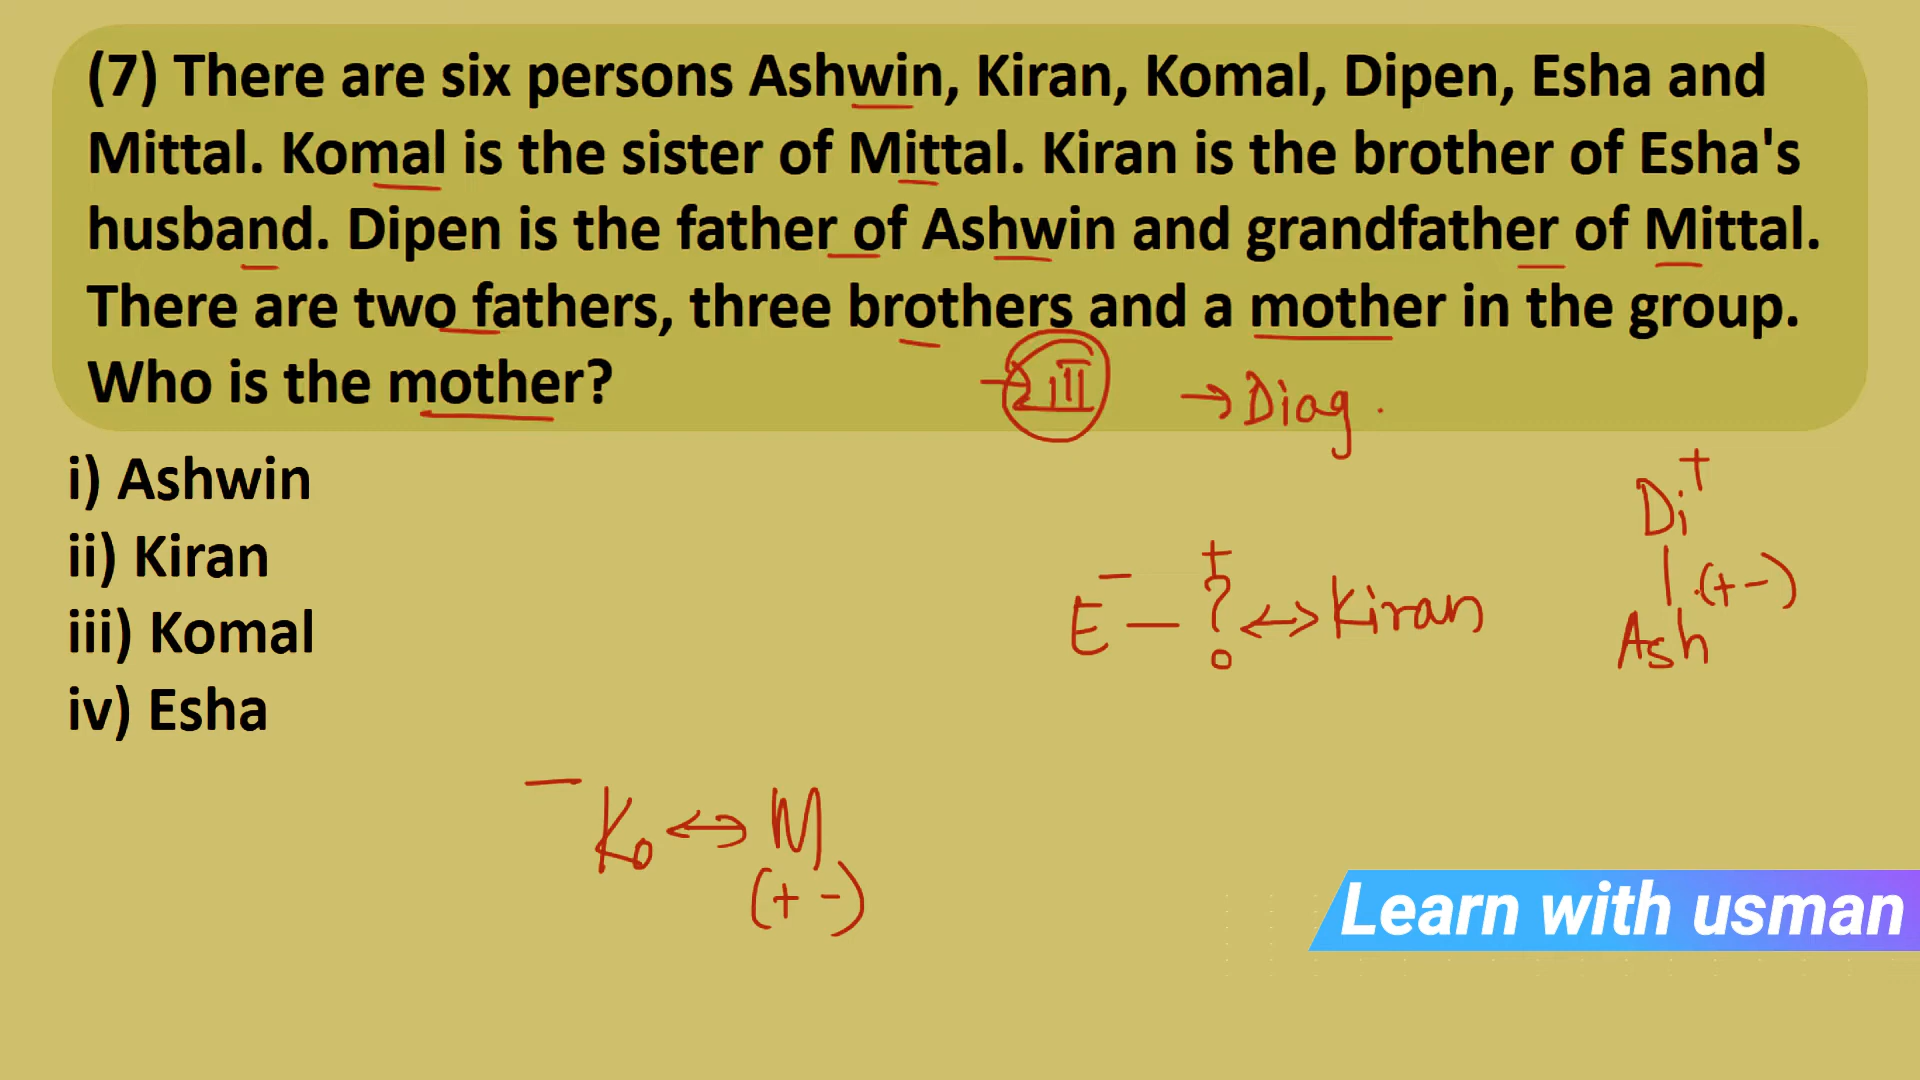 (7) There are six persons Ashwin, Kiran, Komal, Dipen, Esha and
Mittal. Komal is the sister of Mittal. Kiran is the brother of Esha's
husband. Dipen is the father of Ashwin and grandfather of Mittal.
There are two fathers, three brothers and a mother in the group.
Who is the mother?
→ Diag.
i) Ashwin
ii) Kiran
iii) Komal
iv) Esha
Di +
(+ -)
Ash
E — ? ↔ Kiran
- +
- Ko ↔ M
(+ -)
Learn with usman